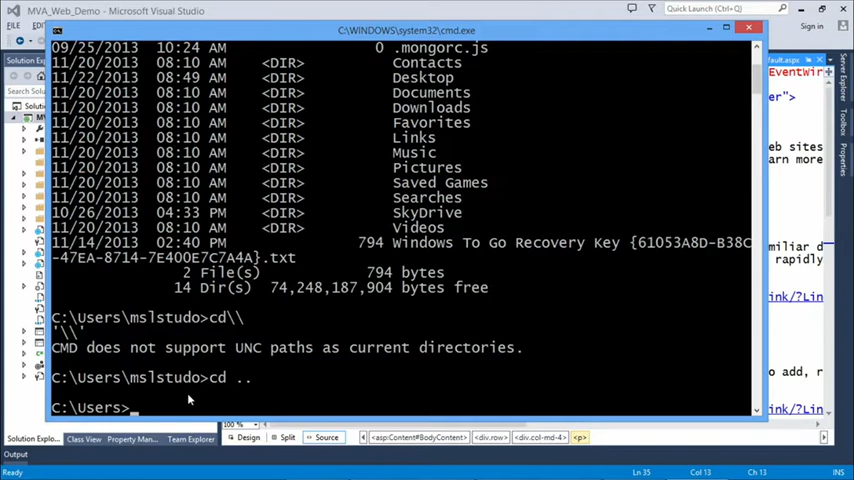 MVA_Web_Demo - Microsoft Visual Studio
Quick Launch (Ctrl+Q)
FILE
Sign in
C:\WINDOWS\system32\cmd.exe
Solution Exp
Search So
Solut
MV
09/25/2013  10:24 AM                 0 .mongorc.js
11/20/2013  08:10 AM    <DIR>          Contacts
11/22/2013  08:49 AM    <DIR>          Desktop
11/20/2013  08:10 AM    <DIR>          Documents
11/20/2013  08:10 AM    <DIR>          Downloads
11/20/2013  08:10 AM    <DIR>          Favorites
11/20/2013  08:10 AM    <DIR>          Links
11/20/2013  08:10 AM    <DIR>          Music
11/20/2013  08:10 AM    <DIR>          Pictures
11/20/2013  08:10 AM    <DIR>          Saved Games
11/20/2013  08:10 AM    <DIR>          Searches
10/26/2013  04:33 PM    <DIR>          SkyDrive
11/20/2013  08:10 AM    <DIR>          Videos
11/14/2013  02:40 PM               794 Windows To Go Recovery Key {61053A8D-B38C
-47EA-8714-7E400E7C7A4A}.txt
2 File(s)            794 bytes
14 Dir(s)  74,248,187,904 bytes free
C:\Users\mslstudo>cd\\
'\\'
CMD does not support UNC paths as current directories.
C:\Users\mslstudo>cd ..
C:\Users>
fault.aspx
EventWir
er">
eb sites
earn more
miliar d
rapidly
ink/?Lin
o add, r
ink/?Lin
Server Explorer
Toolbox
Properties
100 %
Design
Split
Source
<asp:Content#BodyContent>
<div.row>
<div.col-md-4>
<p>
Solution Explo...
Class View
Property Man...
Team Explorer
Output
Ready
Ln 35
Col 13
Ch 13
INS